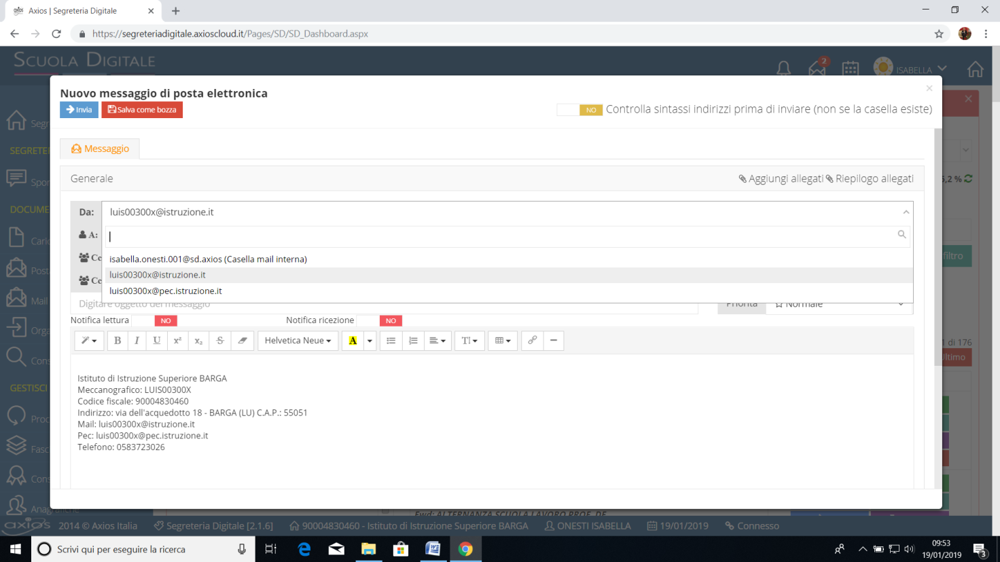 Axios | Segreteria Digitale
https://segreteriadigitale.axioscloud.it/Pages/SD/SD_Dashboard.aspx
SCUOLA DIGITALE
2
ISABELLA
Nuovo messaggio di posta elettronica
Invia
Salva come bozza
NO Controlla sintassi indirizzi prima di inviare (non se la casella esiste)
Segr
SEGRETE
Spor
DOCUME
Caric
Post
Mail
Orga
Cons
GESTISCI
Proc
Fasc
Cons
Anagrafiche
Messaggio
Generale
Aggiungi allegati Riepilogo allegati
5,2 %
Da: luis00300x@istruzione.it
A:
Cc
Cc
isabella.onesti.001@sd.axios (Casella mail interna)
luis00300x@istruzione.it
luis00300x@pec.istruzione.it
filtro
Digitare oggetto del messaggio
Priorità Normale
Notifica lettura NO Notifica ricezione NO
B I U x² x₂ S Helvetica Neue A T!
di 176
Ultimo
Istituto di Istruzione Superiore BARGA
Meccanografico: LUIS00300X
Codice fiscale: 90004830460
Indirizzo: via dell'acquedotto 18 - BARGA (LU) C.A.P.: 55051
Mail: luis00300x@istruzione.it
Pec: luis00300x@pec.istruzione.it
Telefono: 0583723026
Fwd: ALTERNANZA SCUOLA LAVORO PROF. DE
axios 2014 © Axios Italia Segreteria Digitale [2.1.6] 90004830460 - Istituto di Istruzione Superiore BARGA ONESTI ISABELLA 19/01/2019 Connesso
Scrivi qui per eseguire la ricerca
09:53
19/01/2019
3